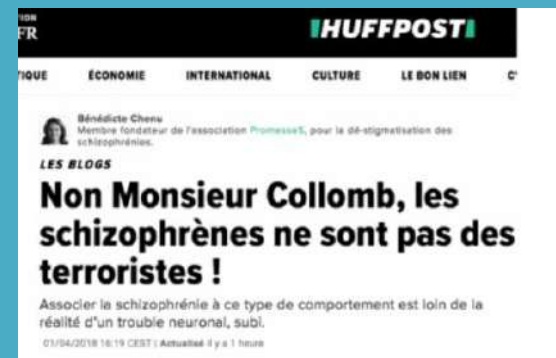 FR
HUFFPOST
TIQUE ÉCONOMIE INTERNATIONAL CULTURE LE BON LIEN C'
Bénédicte Chenu
Membre fondateur de l'association PromesseS, pour la dé-stigmatisation des
schizophrénies.
LES BLOGS
Non Monsieur Collomb, les
schizophrènes ne sont pas des
terroristes !
Associer la schizophrénie à ce type de comportement est loin de la
réalité d'un trouble neuronal, subi.
01/04/2018 16:19 CEST | Actualisé il y a 1 heure